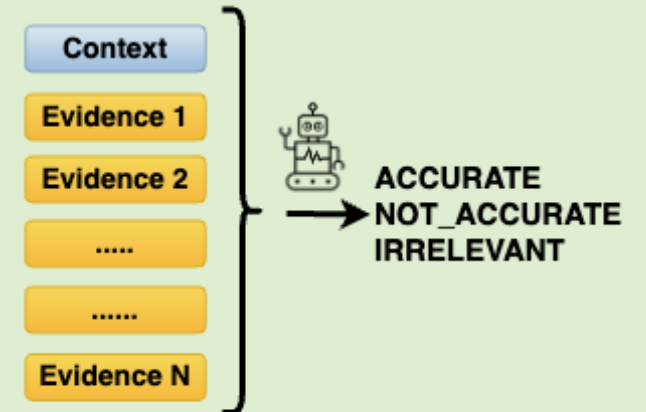 Context
Evidence 1
Evidence 2
.....
......
Evidence N
ACCURATE
NOT_ACCURATE
IRRELEVANT